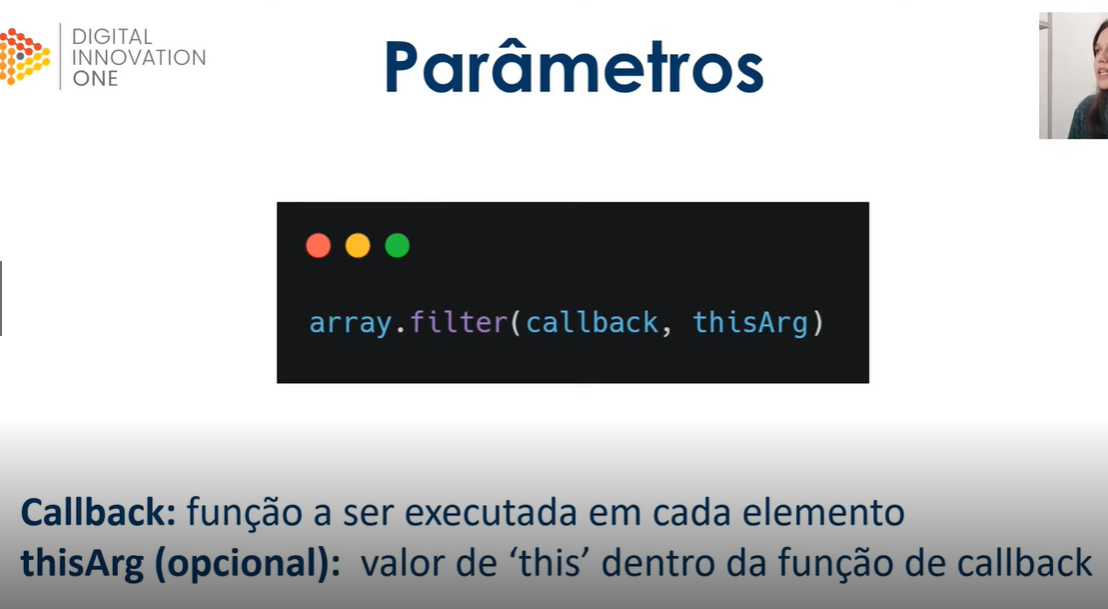 DIGITAL
INNOVATION
ONE
Parâmetros
array.filter(callback, thisArg)
Callback: função a ser executada em cada elemento
thisArg (opcional): valor de ‘this’ dentro da função de callback